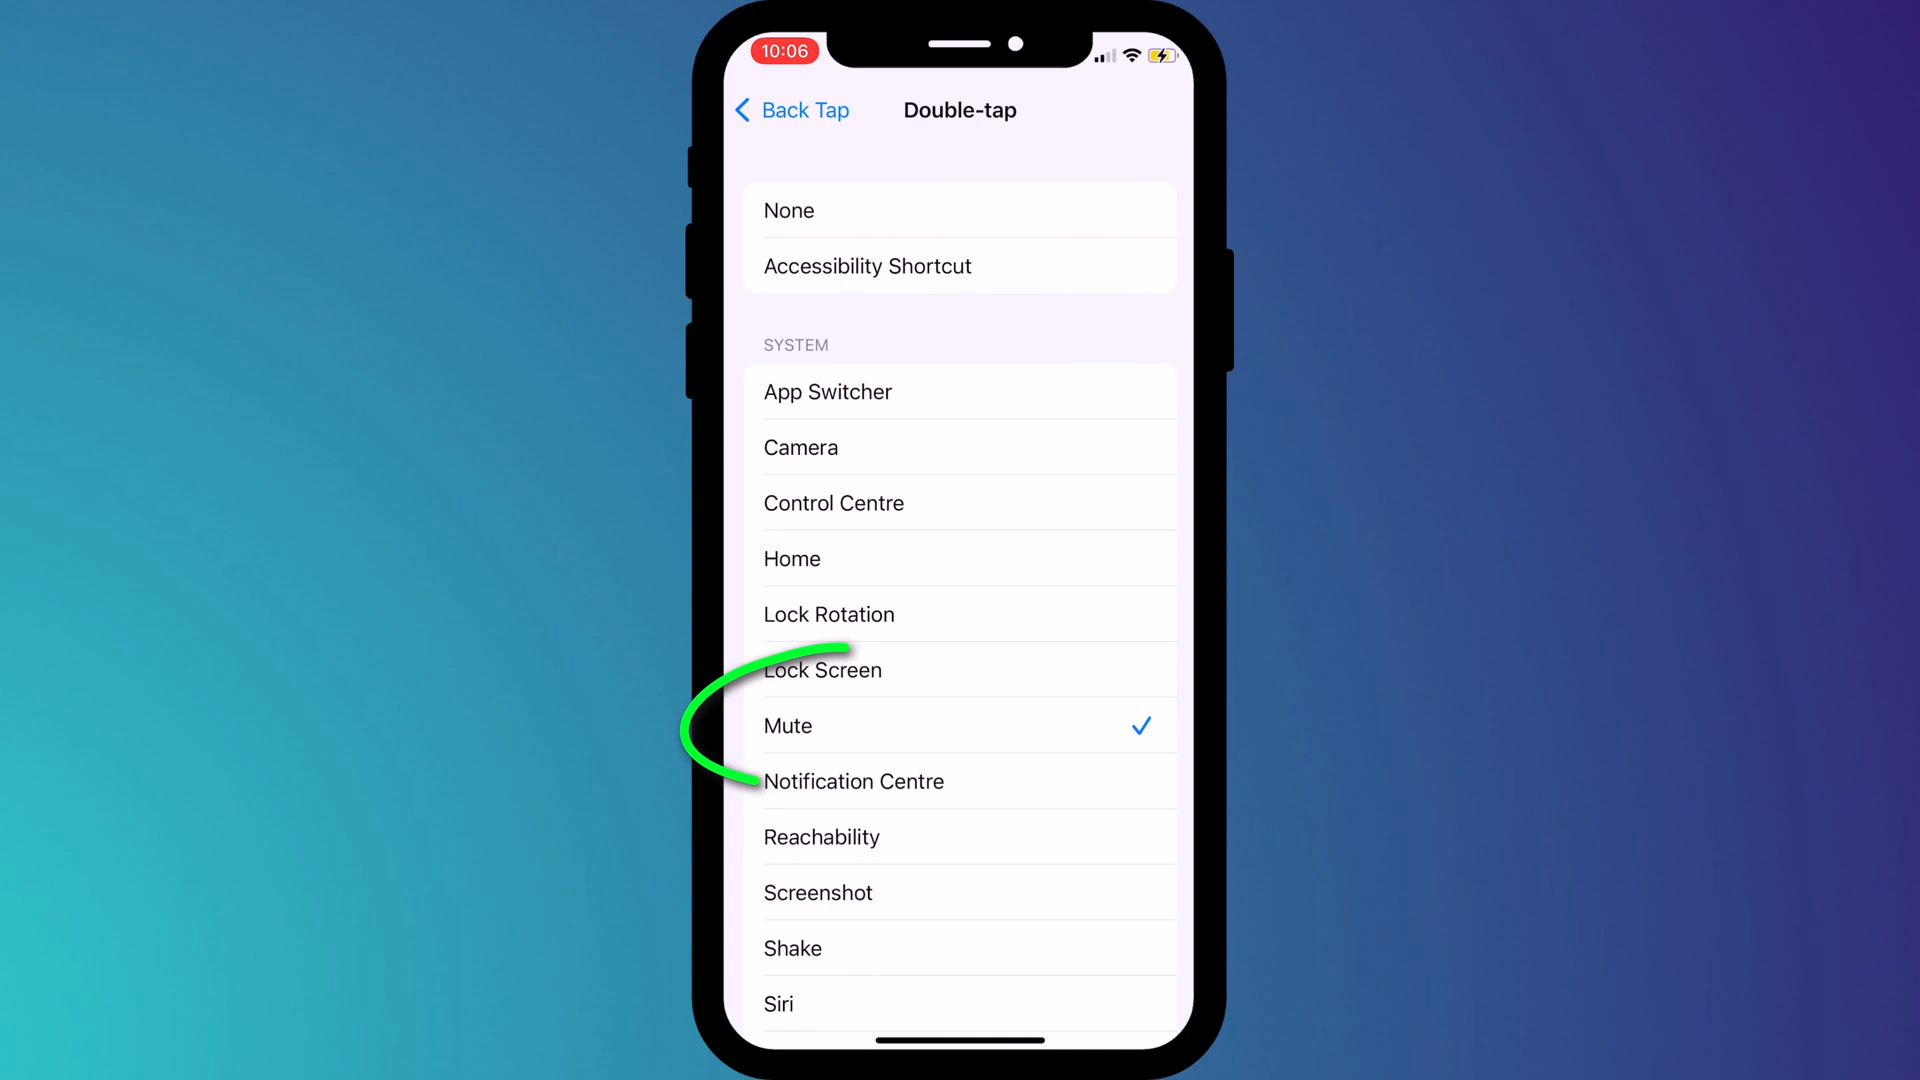 10:06
Back Tap
Double-tap
None
Accessibility Shortcut
SYSTEM
App Switcher
Camera
Control Centre
Home
Lock Rotation
Lock Screen
Mute
Notification Centre
Reachability
Screenshot
Shake
Siri